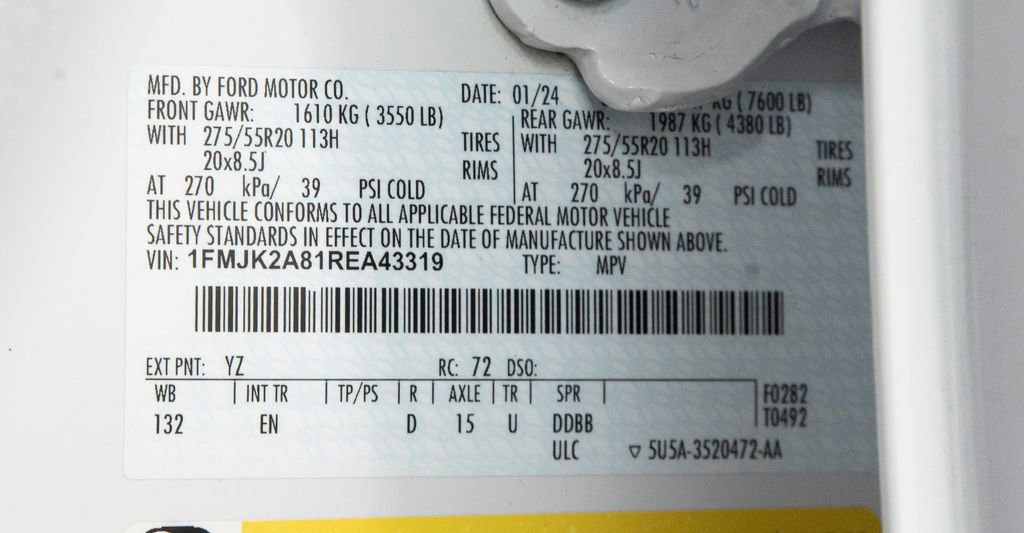 MFD. BY FORD MOTOR CO.
DATE: 01/24
KG ( 7600 LB)
FRONT GAWR: 1610 KG ( 3550 LB)
WITH 275/55R20 113H TIRES
20x8.5J RIMS
AT 270 kPa/ 39 PSI COLD
REAR GAWR: 1987 KG ( 4380 LB)
WITH 275/55R20 113H TIRES
20x8.5J RIMS
AT 270 kPa/ 39 PSI COLD
THIS VEHICLE CONFORMS TO ALL APPLICABLE FEDERAL MOTOR VEHICLE
SAFETY STANDARDS IN EFFECT ON THE DATE OF MANUFACTURE SHOWN ABOVE.
VIN: 1FMJK2A81REA43319 TYPE: MPV
EXT PNT: YZ RC: 72 DSO:
WB INT TR TP/PS R AXLE TR SPR F0282
T0492
132 EN D 15 U DDBB
ULC ▽ 5U5A-3520472-AA